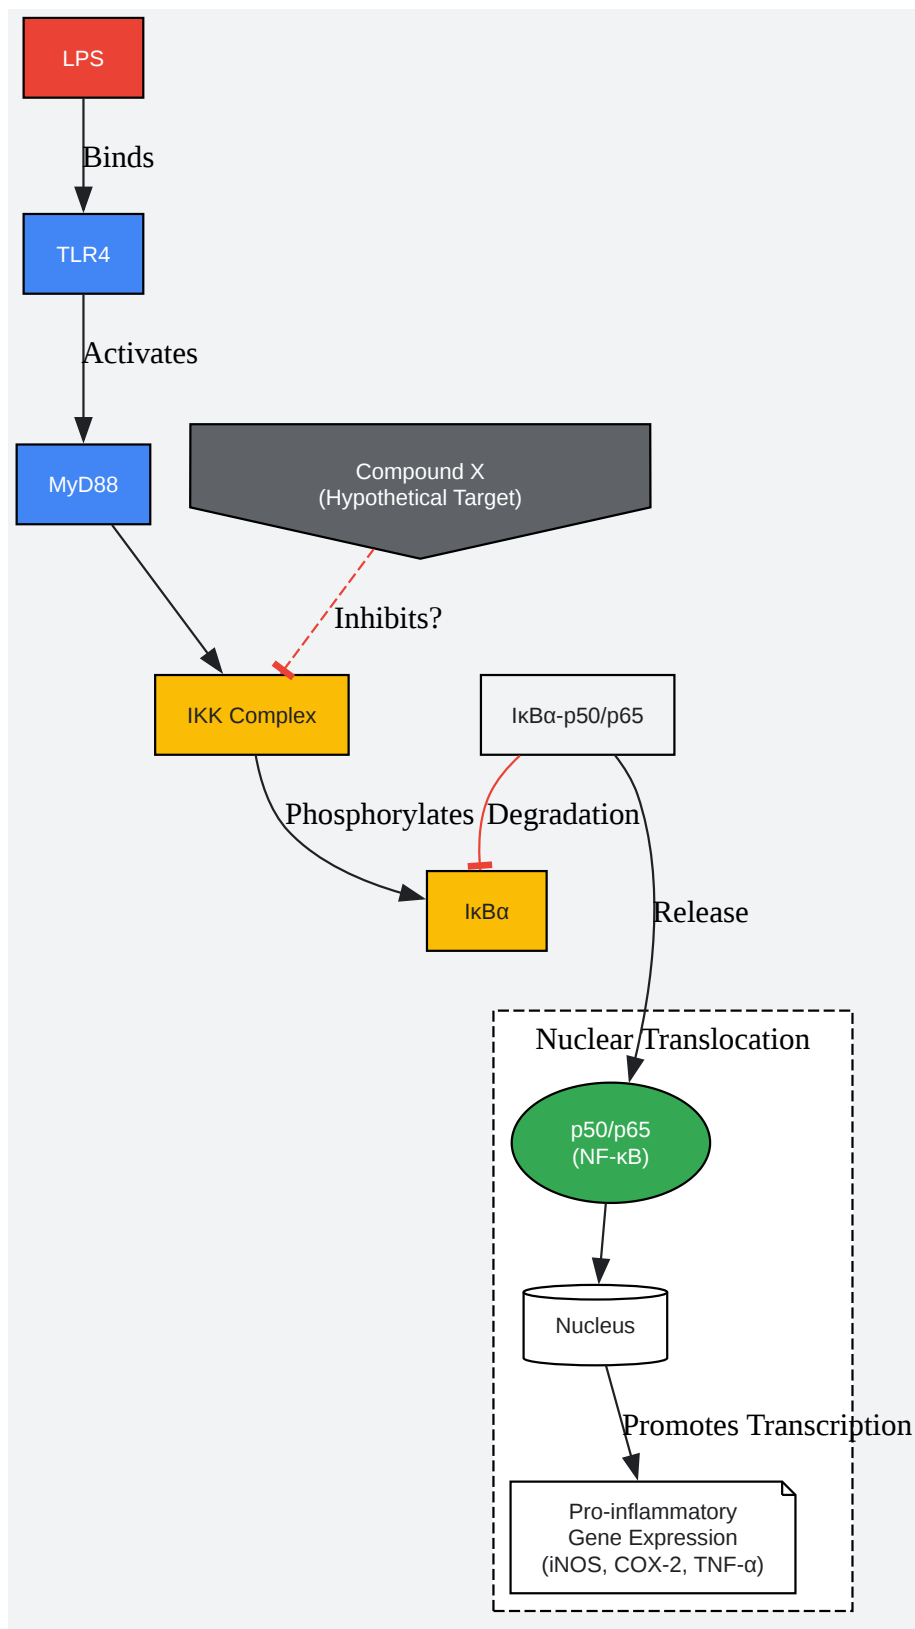 LPS
Binds
TLR4
Activates
MyD88
Compound X
(Hypothetical Target)
Inhibits?
IKK Complex
IκBα-p50/p65
Phosphorylates
Degradation
IκBα
Release
Nuclear Translocation
p50/p65
(NF-κB)
Nucleus
Promotes Transcription
Pro-inflammatory
Gene Expression
(iNOS, COX-2, TNF-α)